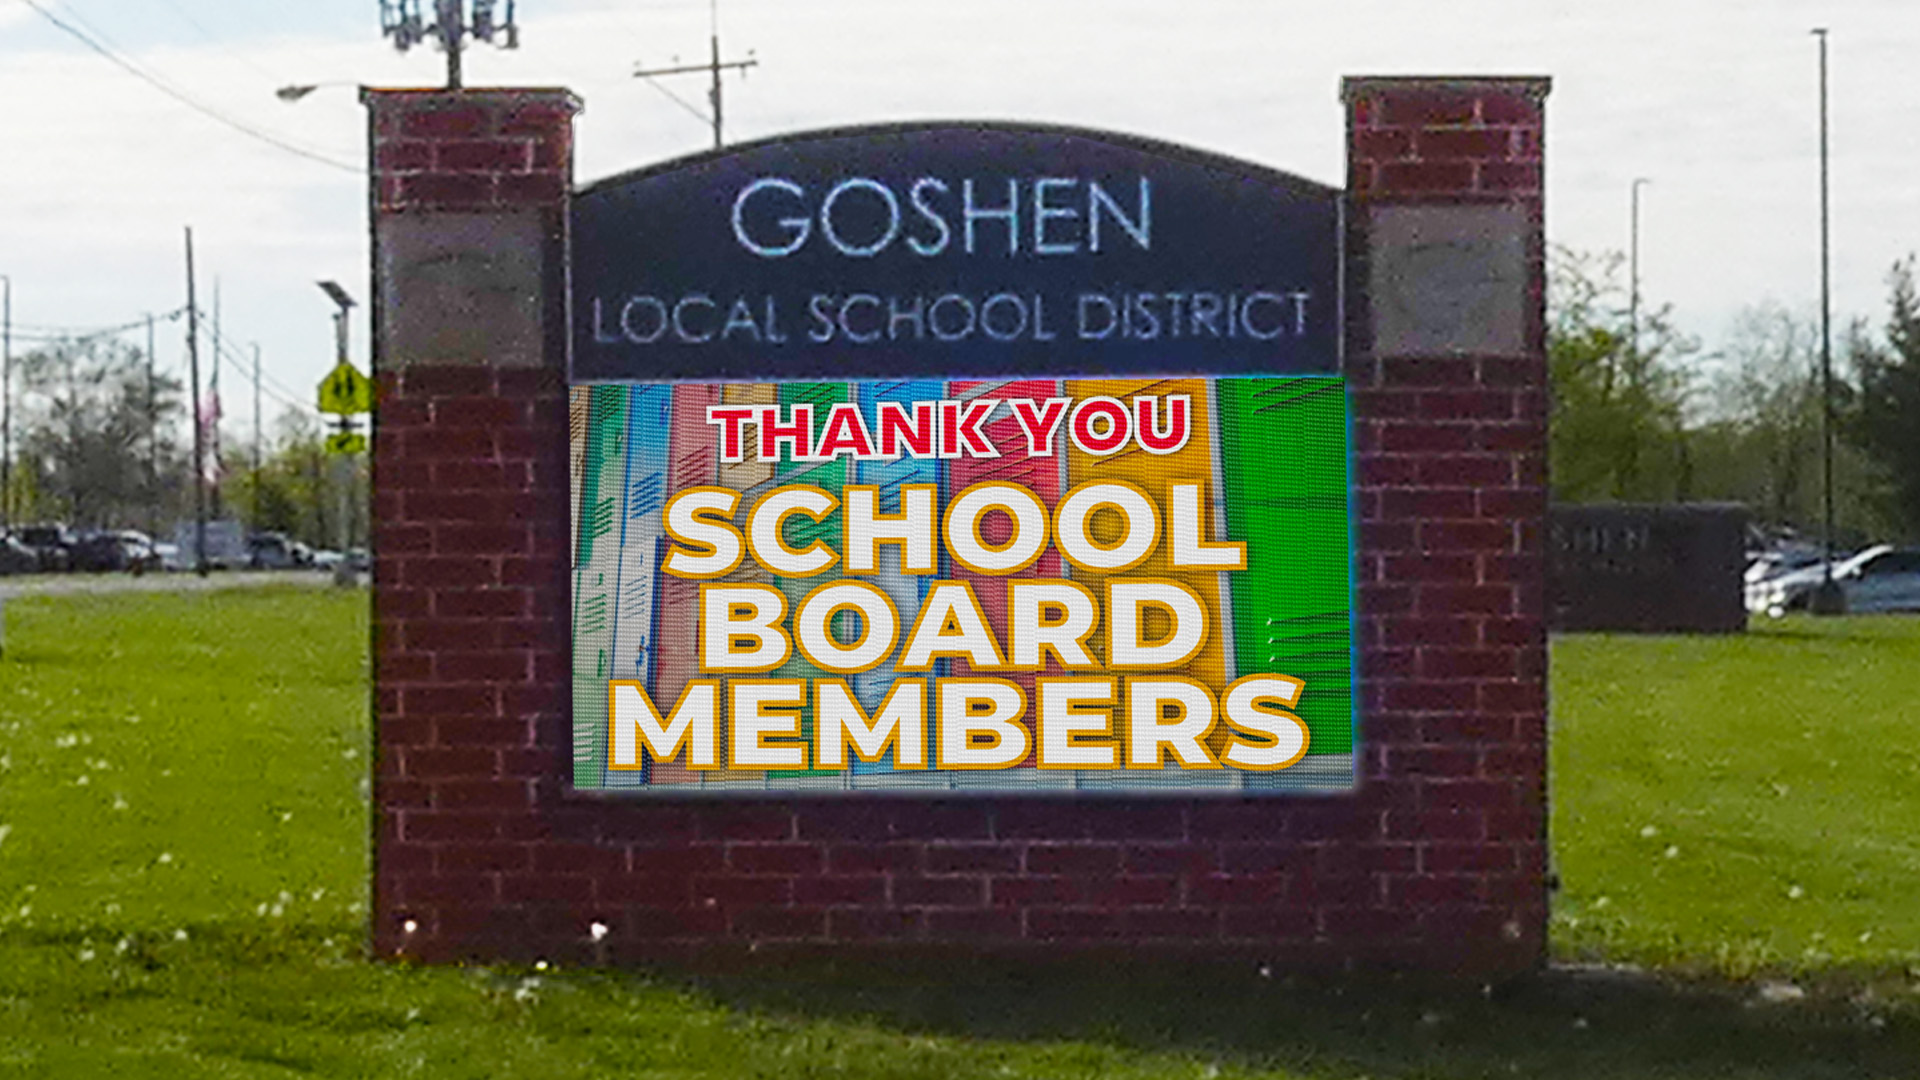 GOSHEN
LOCAL SCHOOL DISTRICT
THANK YOU
SCHOOL
BOARD
MEMBERS